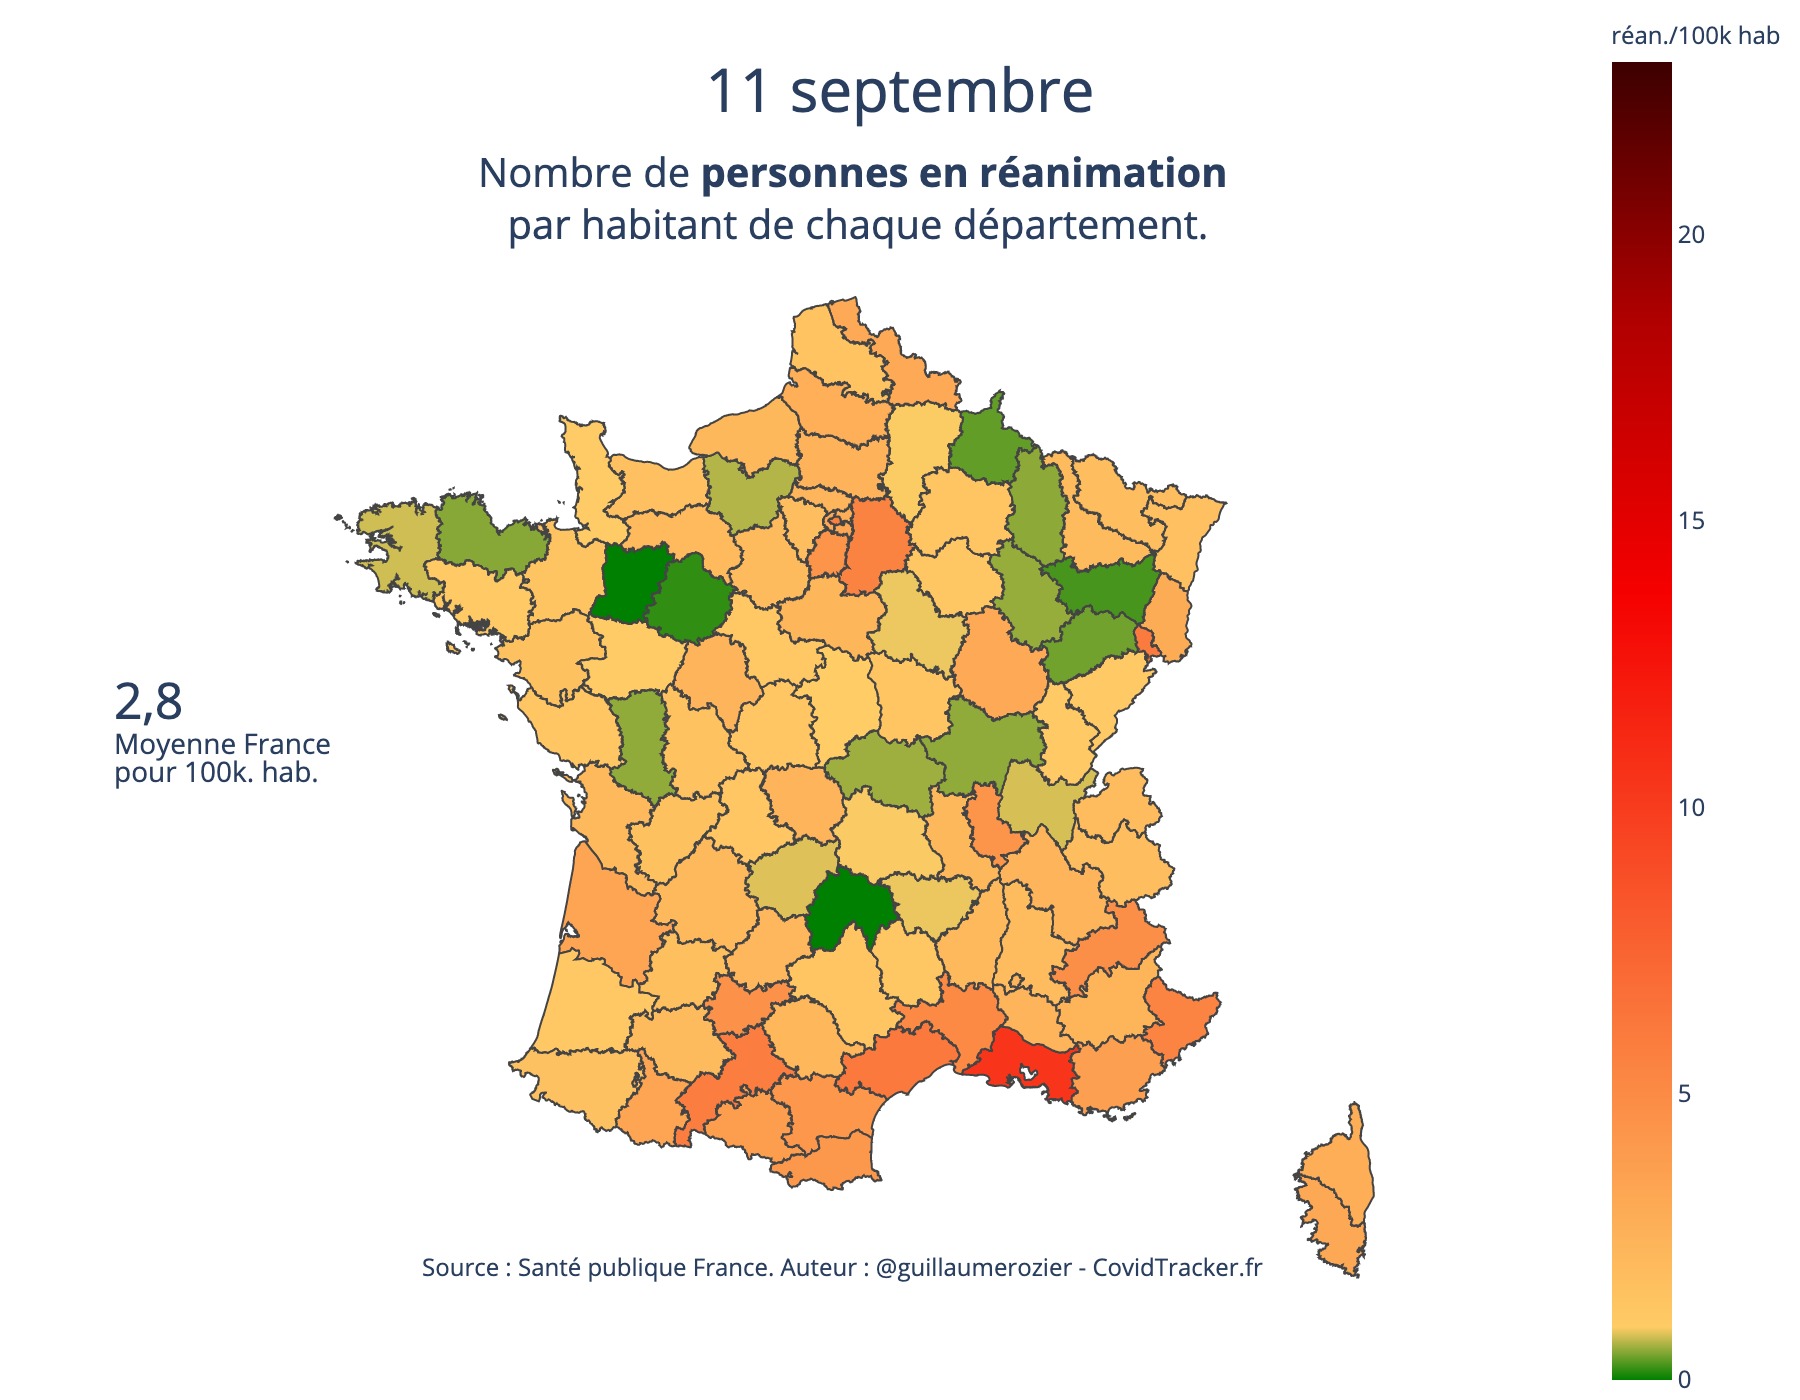 réan./100k hab
11 septembre
Nombre de personnes en réanimation
par habitant de chaque département.
20
15
2,8
Moyenne France
pour 100k. hab.
10
5
Source : Santé publique France. Auteur : @guillaumerozier - CovidTracker.fr
0